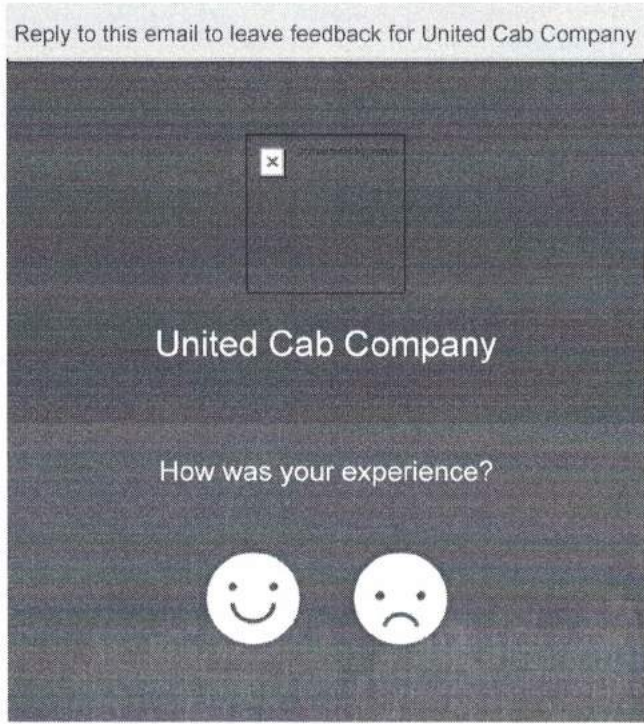 Reply to this email to leave feedback for United Cab Company
United Cab Company
How was your experience?